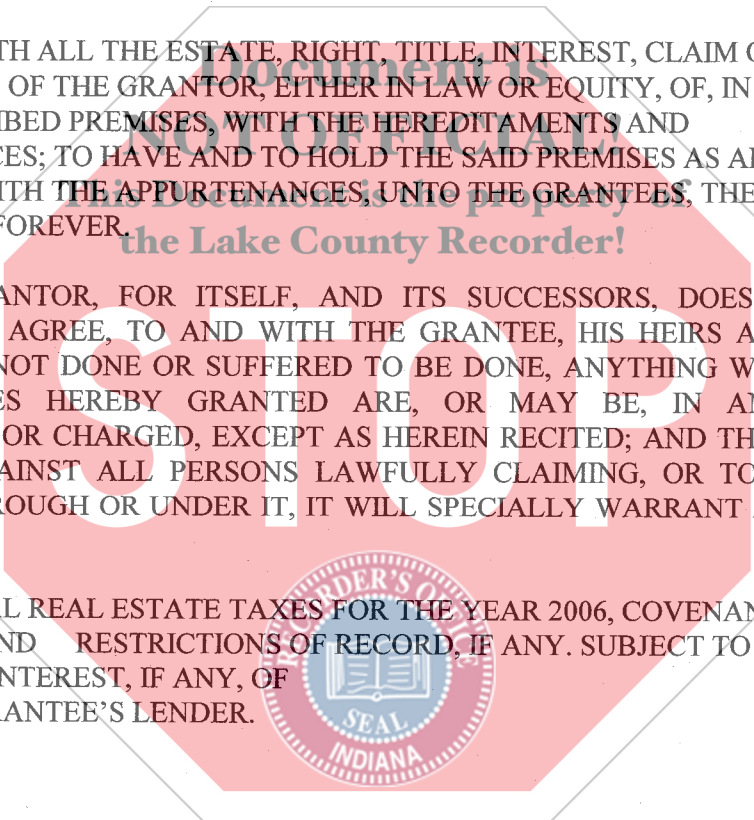 TH ALL THE ESTATE, RIGHT, TITLE, INTEREST, CLAIM
Document is
OF THE GRANTOR, EITHER IN LAW OR EQUITY, OF, IN
IBED PREMISES, WITH THE HEREDITAMENTS AND
NOT OFFICIAL!
CES; TO HAVE AND TO HOLD THE SAID PREMISES AS
ITH THE APPURTENANCES, UNTO THE GRANTEES, THE
This Document is the property of
FOREVER.
the Lake County Recorder!
ANTOR, FOR ITSELF, AND ITS SUCCESSORS, DOES
AGREE, TO AND WITH THE GRANTEE, HIS HEIRS A
NOT DONE OR SUFFERED TO BE DONE, ANYTHING W
ES HEREBY GRANTED ARE, OR MAY BE, IN AN
OR CHARGED, EXCEPT AS HEREIN RECITED; AND TH
AINST ALL PERSONS LAWFULLY CLAIMING, OR TO
ROUGH OR UNDER IT, IT WILL SPECIALLY WARRANT
STOP
L REAL ESTATE TAXES FOR THE YEAR 2006, COVENAN
ND RESTRICTIONS OF RECORD, IF ANY. SUBJECT TO
NTEREST, IF ANY, OF
ANTEE'S LENDER.
RECORDER'S OFFICE
SEAL
INDIANA